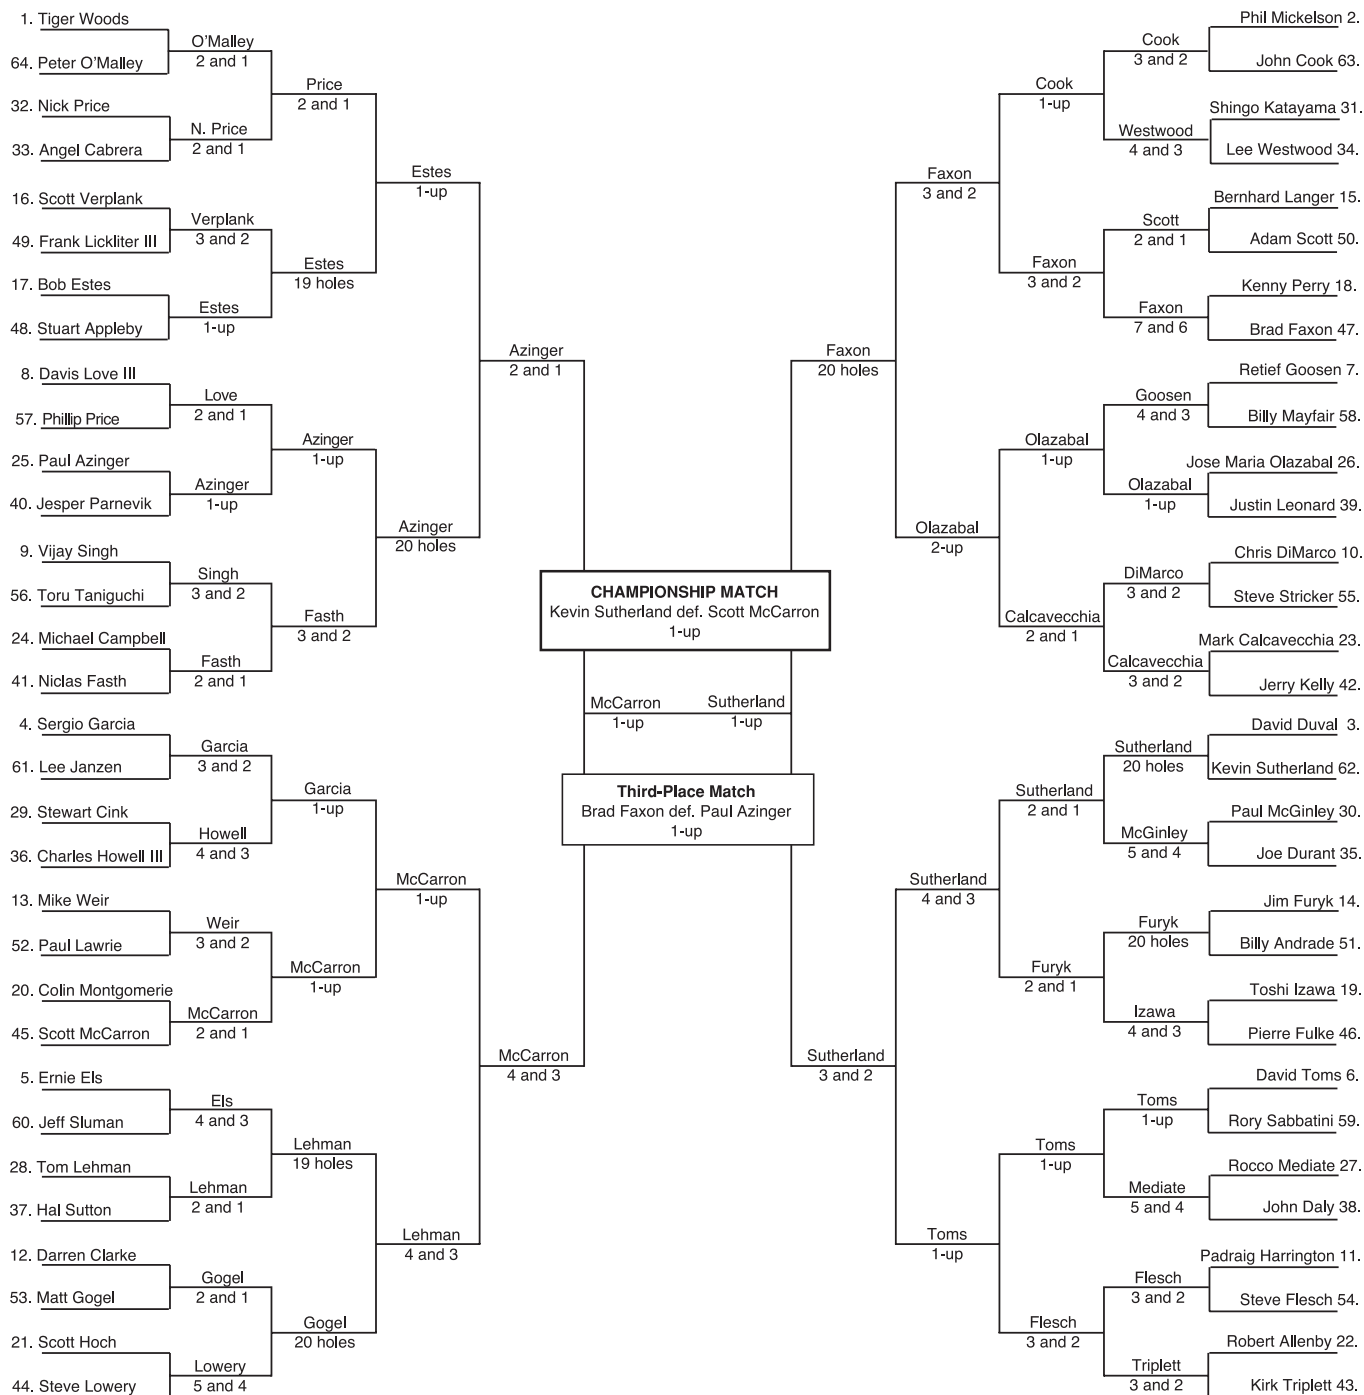 1. Tiger Woods
64. Peter O'Malley
32. Nick Price
33. Angel Cabrera
16. Scott Verplank
49. Frank Lickliter III
17. Bob Estes
48. Stuart Appleby
8. Davis Love III
57. Phillip Price
25. Paul Azinger
40. Jesper Parnevik
9. Vijay Singh
56. Toru Taniguchi
24. Michael Campbell
41. Niclas Fasth
4. Sergio Garcia
61. Lee Janzen
29. Stewart Cink
36. Charles Howell III
13. Mike Weir
52. Paul Lawrie
20. Colin Montgomerie
45. Scott McCarron
5. Ernie Els
60. Jeff Sluman
28. Tom Lehman
37. Hal Sutton
12. Darren Clarke
53. Matt Gogel
21. Scott Hoch
44. Steve Lowery
O'Malley
2 and 1
N. Price
2 and 1
Verplank
3 and 2
Estes
1-up
Love
2 and 1
Azinger
1-up
Singh
3 and 2
Fasth
2 and 1
Garcia
3 and 2
Howell
4 and 3
Weir
3 and 2
McCarron
2 and 1
Els
4 and 3
Lehman
2 and 1
Gogel
2 and 1
Lowery
5 and 4
Price
2 and 1
Estes
19 holes
Azinger
1-up
Fasth
3 and 2
Garcia
1-up
McCarron
1-up
Lehman
19 holes
Gogel
20 holes
Estes
1-up
Azinger
20 holes
McCarron
1-up
Lehman
4 and 3
Azinger
2 and 1
McCarron
4 and 3
CHAMPIONSHIP MATCH
Kevin Sutherland def. Scott McCarron
1-up
McCarron
1-up
Sutherland
1-up
Third-Place Match
Brad Faxon def. Paul Azinger
1-up
Faxon
20 holes
Sutherland
3 and 2
Faxon
3 and 2
Olazabal
2-up
Sutherland
4 and 3
Toms
1-up
Cook
1-up
Faxon
3 and 2
Olazabal
1-up
Calcavecchia
2 and 1
Sutherland
2 and 1
Furyk
2 and 1
Toms
1-up
Flesch
3 and 2
Cook
3 and 2
Westwood
4 and 3
Scott
2 and 1
Faxon
7 and 6
Goosen
4 and 3
Olazabal
1-up
DiMarco
3 and 2
Calcavecchia
3 and 2
Sutherland
20 holes
McGinley
5 and 4
Furyk
20 holes
Izawa
4 and 3
Toms
1-up
Mediate
5 and 4
Flesch
3 and 2
Triplett
3 and 2
Phil Mickelson 2.
John Cook 63.
Shingo Katayama 31.
Lee Westwood 34.
Bernhard Langer 15.
Adam Scott 50.
Kenny Perry 18.
Brad Faxon 47.
Retief Goosen 7.
Billy Mayfair 58.
Jose Maria Olazabal 26.
Justin Leonard 39.
Chris DiMarco 10.
Steve Stricker 55.
Mark Calcavecchia 23.
Jerry Kelly 42.
David Duval 3.
Kevin Sutherland 62.
Paul McGinley 30.
Joe Durant 35.
Jim Furyk 14.
Billy Andrade 51.
Toshi Izawa 19.
Pierre Fulke 46.
David Toms 6.
Rory Sabbatini 59.
Rocco Mediate 27.
John Daly 38.
Padraig Harrington 11.
Steve Flesch 54.
Robert Allenby 22.
Kirk Triplett 43.